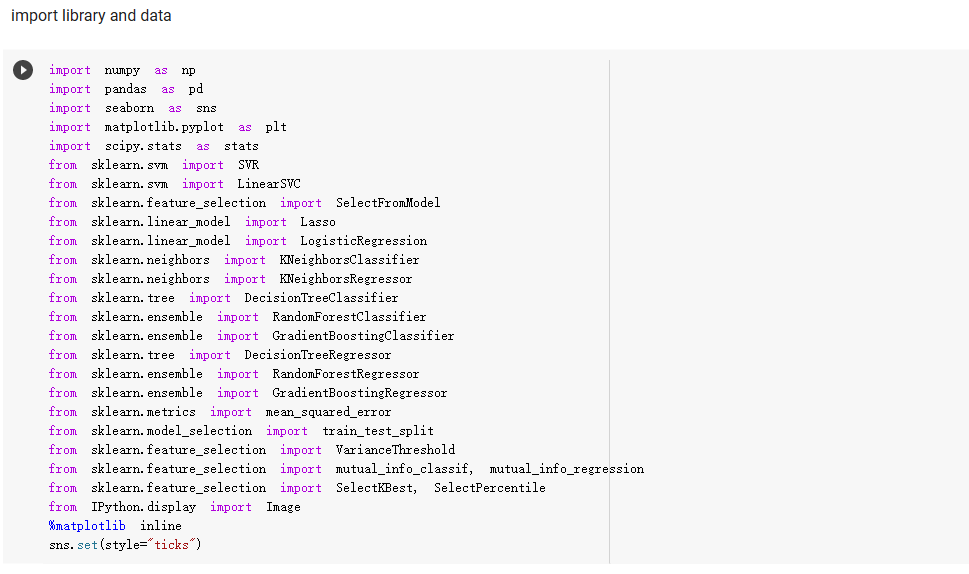 import library and data
import numpy as np
import pandas as pd
import seaborn as sns
import matplotlib.pyplot as plt
import scipy.stats as stats
from sklearn.svm import SVR
from sklearn.svm import LinearSVC
from sklearn.feature_selection import SelectFromModel
from sklearn.linear_model import Lasso
from sklearn.linear_model import LogisticRegression
from sklearn.neighbors import KNeighborsClassifier
from sklearn.neighbors import KNeighborsRegressor
from sklearn.tree import DecisionTreeClassifier
from sklearn.ensemble import RandomForestClassifier
from sklearn.ensemble import GradientBoostingClassifier
from sklearn.tree import DecisionTreeRegressor
from sklearn.ensemble import RandomForestRegressor
from sklearn.ensemble import GradientBoostingRegressor
from sklearn.metrics import mean_squared_error
from sklearn.model_selection import train_test_split
from sklearn.feature_selection import VarianceThreshold
from sklearn.feature_selection import mutual_info_classif, mutual_info_regression
from sklearn.feature_selection import SelectKBest, SelectPercentile
from IPython.display import Image
%matplotlib inline
sns.set(style="ticks")